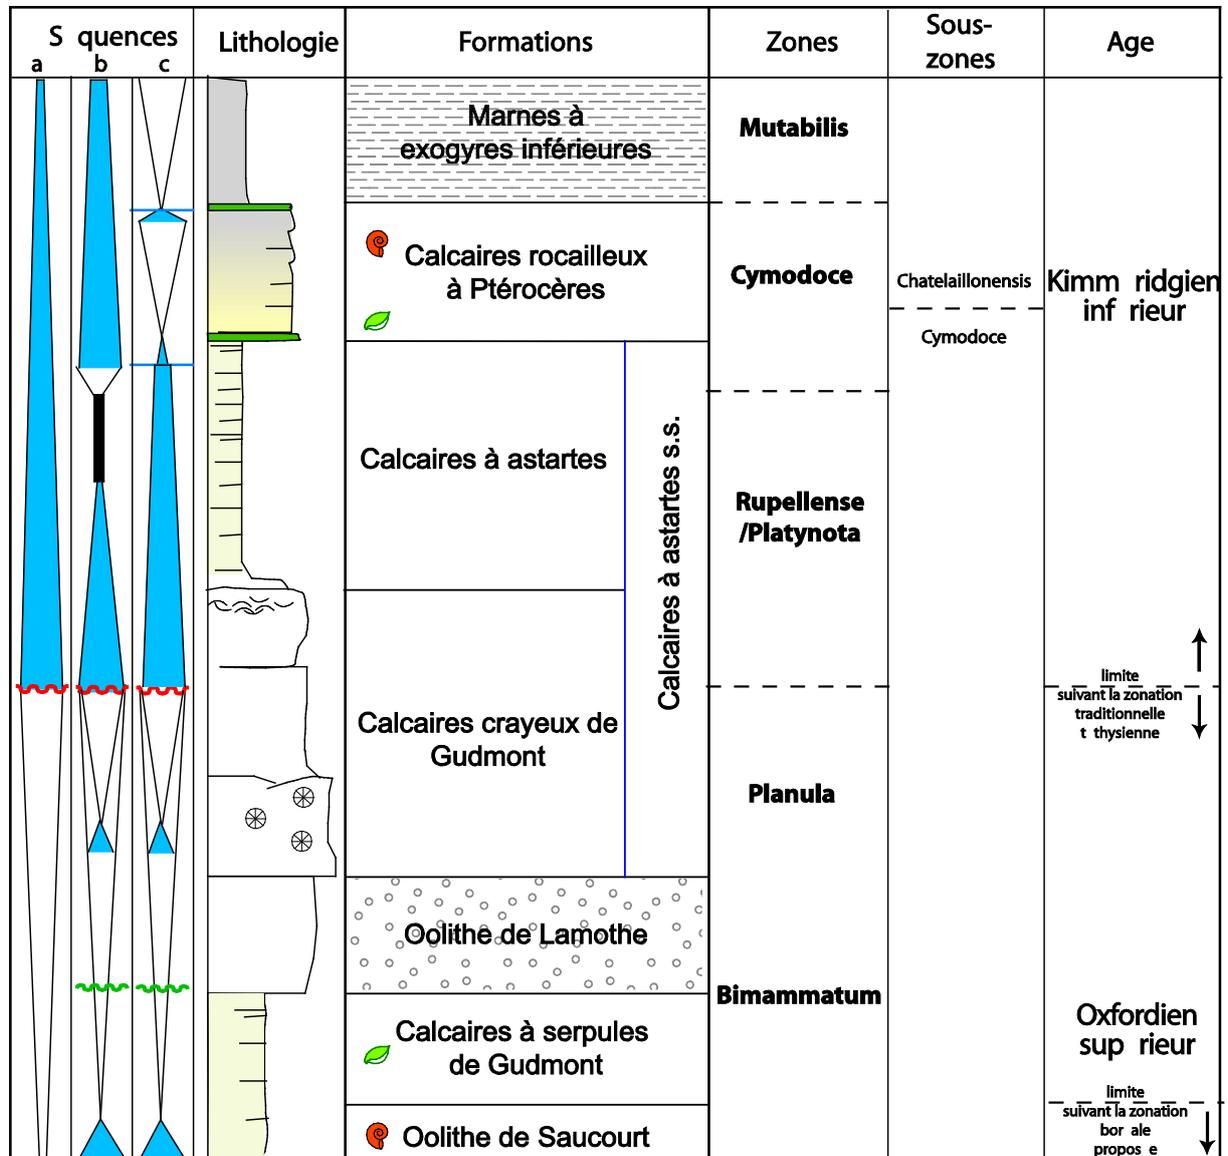 S quences
a b c
Lithologie
Formations
Zones
Sous-
zones
Age
Marnes à
exogyres inférieures
Mutabilis
Calcaires rocailleux
à Ptérocères
Cymodoce
Chatelaillonensis
Cymodoce
Kimm ridgien
inf rieur
Calcaires à astartes
Calcaires à astartes s.s.
Rupellense
/Platynota
limite
suivant la zonation
traditionnelle
t thysienne
Calcaires crayeux de
Gudmont
Planula
Oolithe de Lamothe
Bimammatum
Calcaires à serpules
de Gudmont
Oxfordien
sup rieur
limite
suivant la zonation
bor ale
propos e
Oolithe de Saucourt